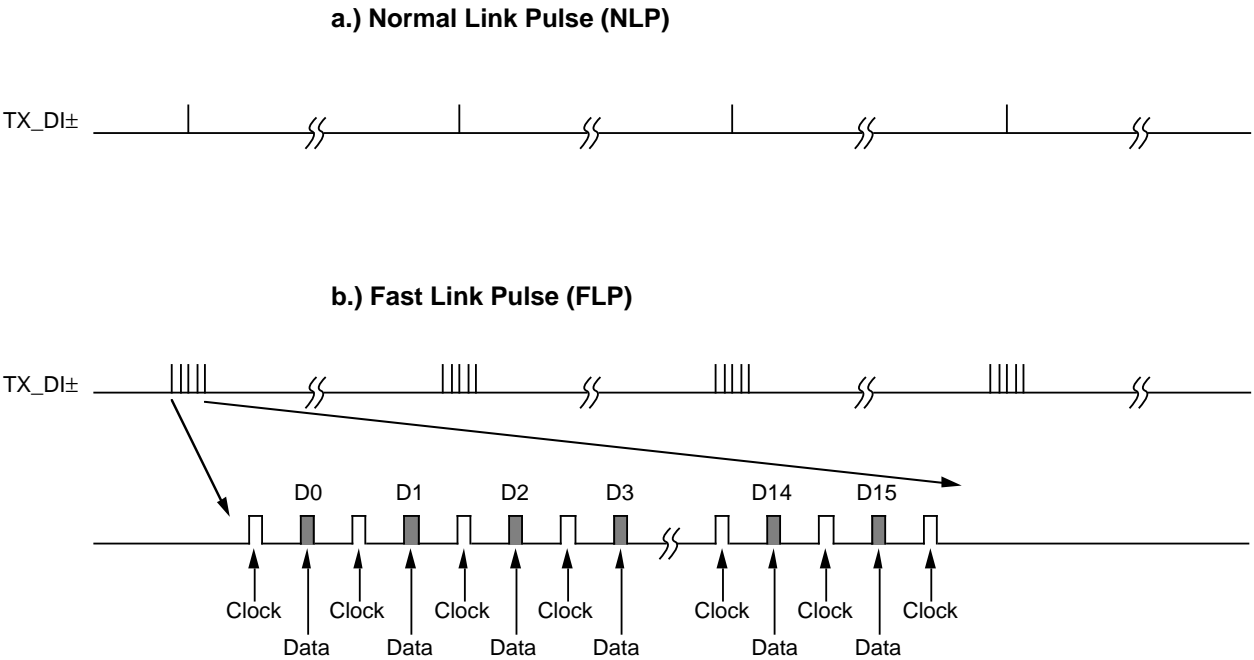 a.) Normal Link Pulse (NLP)
TX_DI±
b.) Fast Link Pulse (FLP)
TX_DI±
D0 D1 D2 D3 D14 D15
Clock Clock Clock Clock Clock Clock Clock
Data Data Data Data Data Data